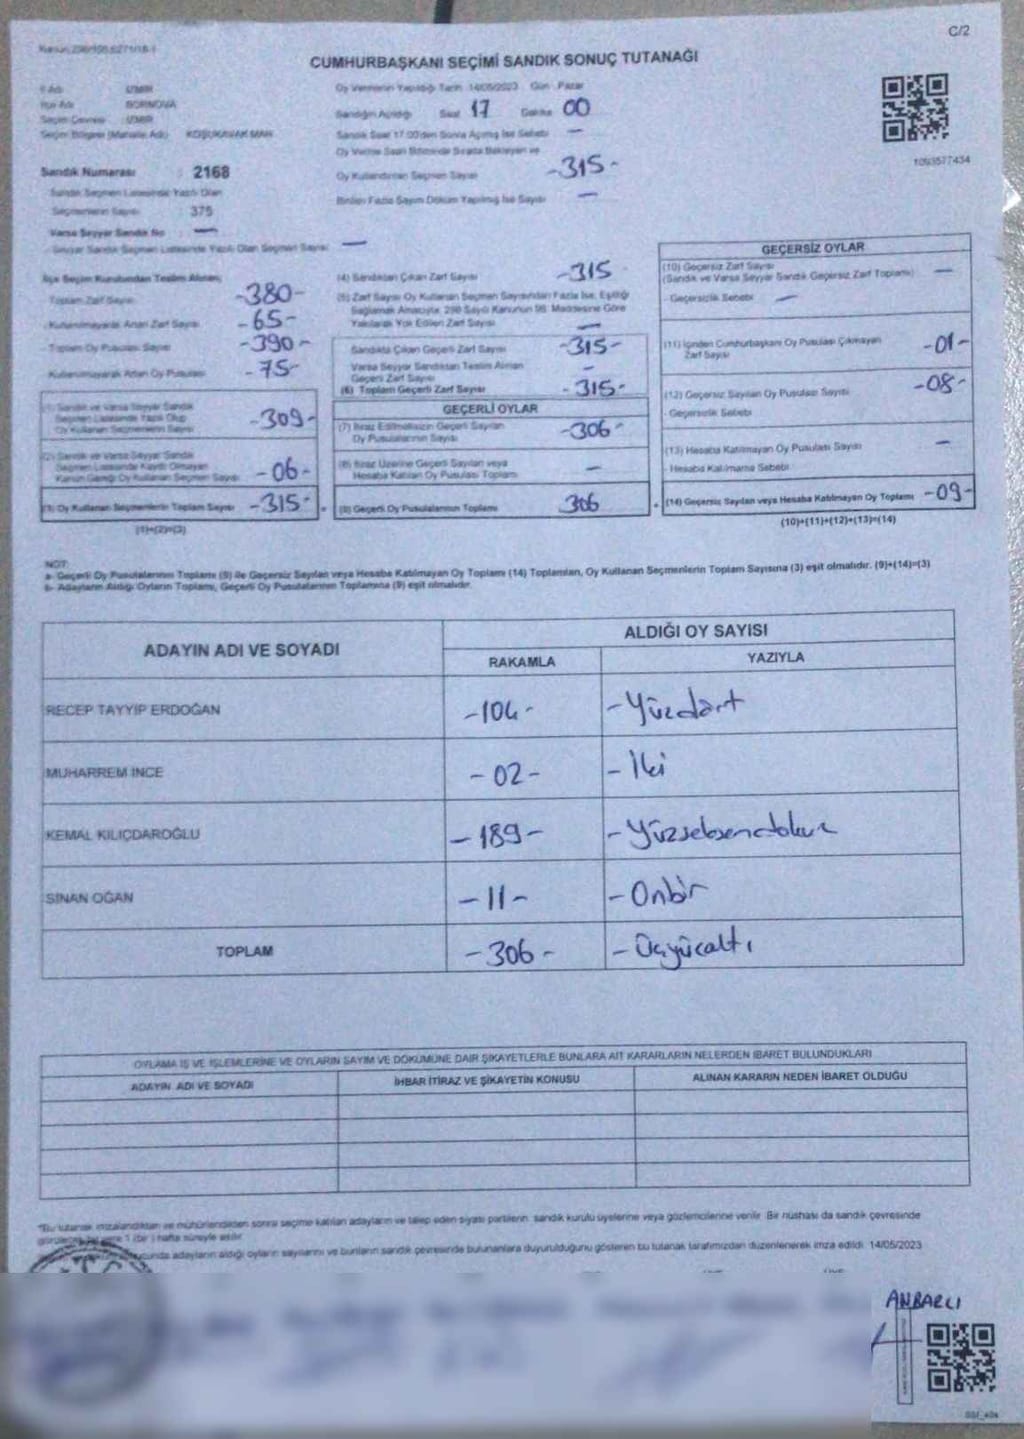 C/2
CUMHURBAŞKANI SEÇİMİ SANDIK SONUÇ TUTANAĞI
İl Adı : İZMİR
İlçe Adı : BORNOVA
Seçim Çevresi : İZMİR
Seçim Bölgesi (Mahalle Adı) : KOŞUKAVAK MAH.
Sandık Numarası : 2168
Sandık Seçmen Listesinde Yazılı Olan
Seçmenlerin Sayısı : 375
Varsa Seyyar Sandık No : —
Seyyar Sandık Seçmen Listesinde Yazılı Olan Seçmen Sayısı : —
Oy Vermenin Yapıldığı Tarih: 14/05/2023 Gün: Pazar
Sandığın Açıldığı Saat 17 Dakika 00
Sandık Saat 17:00'den Sonra Açılmış İse Sebebi —
Oy Verme Saati Bitiminde Sırada Bekleyen ve
Oy Kullandırılan Seçmen Sayısı -315-
Birden Fazla Sayım Döküm Yapılmış İse Sayısı —
1093577434
İlçe Seçim Kurulundan Teslim Alınan;
Toplam Zarf Sayısı -380-
Kullanılmayarak Artan Zarf Sayısı -65-
Toplam Oy Pusulası Sayısı -390-
Kullanılmayarak Artan Oy Pusulası -75-
(1) Sandık ve Varsa Seyyar Sandık
Seçmen Listesinde Yazılı Olup
Oy Kullanan Seçmenlerin Sayısı -309-
(2) Sandık ve Varsa Seyyar Sandık
Seçmen Listesinde Kayıtlı Olmayan
Kanun Gereği Oy Kullanan Seçmen Sayısı -06-
(3) Oy Kullanan Seçmenlerin Toplam Sayısı -315-
(1)+(2)=(3)
(4) Sandıktan Çıkan Zarf Sayısı -315
(5) Zarf Sayısı Oy Kullanan Seçmen Sayısından Fazla İse, Eşitliği
Sağlamak Amacıyla; 298 Sayılı Kanunun 98. Maddesine Göre
Yakılarak Yok Edilen Zarf Sayısı —
Sandıkta Çıkan Geçerli Zarf Sayısı -315-
Varsa Seyyar Sandıktan Teslim Alınan
Geçerli Zarf Sayısı —
(6) Toplam Geçerli Zarf Sayısı -315-
GEÇERLİ OYLAR
(7) İtiraz Edilmeksizin Geçerli Sayılan
Oy Pusulalarının Sayısı -306-
(8) İtiraz Üzerine Geçerli Sayılan veya
Hesaba Katılan Oy Pusulası Toplamı —
(9) Geçerli Oy Pusulalarının Toplamı 306
GEÇERSİZ OYLAR
(10) Geçersiz Zarf Sayısı
(Sandık ve Varsa Seyyar Sandık Geçersiz Zarf Toplamı) —
Geçersizlik Sebebi —
(11) İçinden Cumhurbaşkanı Oy Pusulası Çıkmayan
Zarf Sayısı -01-
(12) Geçersiz Sayılan Oy Pusulası Sayısı -08-
Geçersizlik Sebebi
(13) Hesaba Katılmayan Oy Pusulası Sayısı —
Hesaba Katılmama Sebebi
(14) Geçersiz Sayılan veya Hesaba Katılmayan Oy Toplamı -09-
(10)+(11)+(12)+(13)=(14)
NOT:
a- Geçerli Oy Pusulalarının Toplamı (9) ile Geçersiz Sayılan veya Hesaba Katılmayan Oy Toplamı (14) Toplamları, Oy Kullanan Seçmenlerin Toplam Sayısına (3) eşit olmalıdır. (9)+(14)=(3)
b- Adayların Aldığı Oyların Toplamı, Geçerli Oy Pusulalarının Toplamına (9) eşit olmalıdır.
ADAYIN ADI VE SOYADI ALDIĞI OY SAYISI
RAKAMLA YAZIYLA
RECEP TAYYİP ERDOĞAN -104- -Yüzdört
MUHARREM İNCE -02- -İki
KEMAL KILIÇDAROĞLU -189- -Yüzseksendokuz
SİNAN OĞAN -11- -Onbir
TOPLAM -306- -Üçyüzaltı
OYLAMA İŞ VE İŞLEMLERİNE VE OYLARIN SAYIM VE DÖKÜMÜNE DAİR ŞİKAYETLERLE BUNLARA AİT KARARLARIN NELERDEN İBARET BULUNDUKLARI
ADAYIN ADI VE SOYADI İHBAR İTİRAZ VE ŞİKAYETİN KONUSU ALINAN KARARIN NEDEN İBARET OLDUĞU
*Bu tutanak imzalandıktan ve mühürlendikten sonra seçime katılan adayların ve talep eden siyasi partilerin, sandık kurulu üyelerine veya gözlemcilerine verilir. Bir nüshası da sandık çevresinde
1 (bir) hafta süreyle asılır.
adayların aldığı oyların sayılarını ve bunların sandık çevresinde bulunanlara duyurulduğunu gösteren bu tutanak tarafımızdan düzenlenerek imza edildi. 14/05/2023
ANBARLI